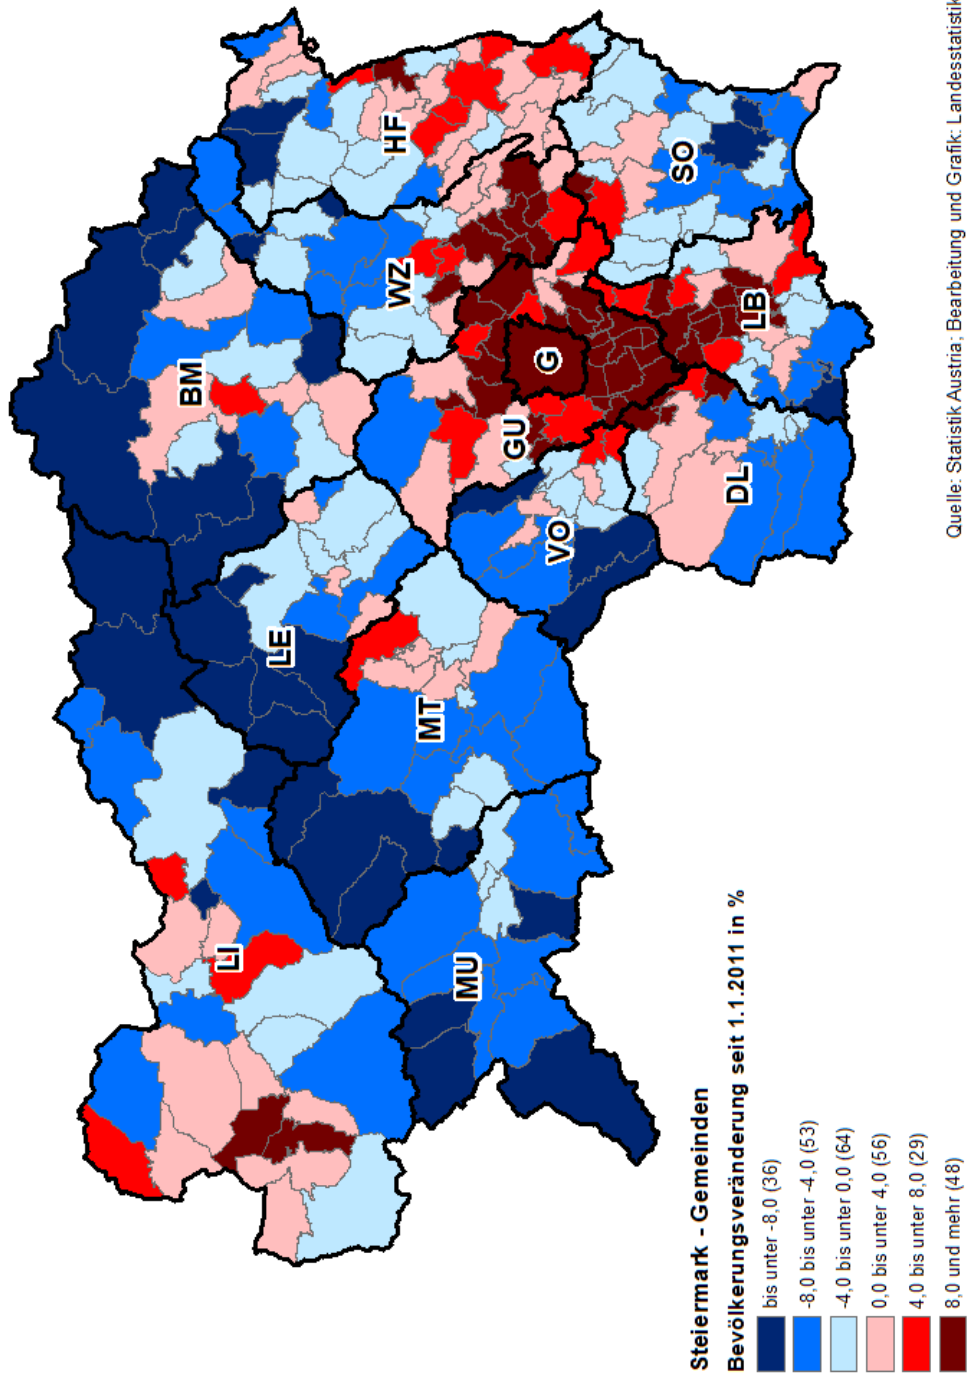 LI
LE
BM
MU
MT
VO
GU
G
WZ
HF
DL
LB
SO
Steiermark - Gemeinden
Bevölkerungsveränderung seit 1.1.2011 in %
bis unter -8,0 (36)
-8,0 bis unter -4,0 (53)
-4,0 bis unter 0,0 (64)
0,0 bis unter 4,0 (56)
4,0 bis unter 8,0 (29)
8,0 und mehr (48)
Quelle: Statistik Austria; Bearbeitung und Grafik: Landesstatistik